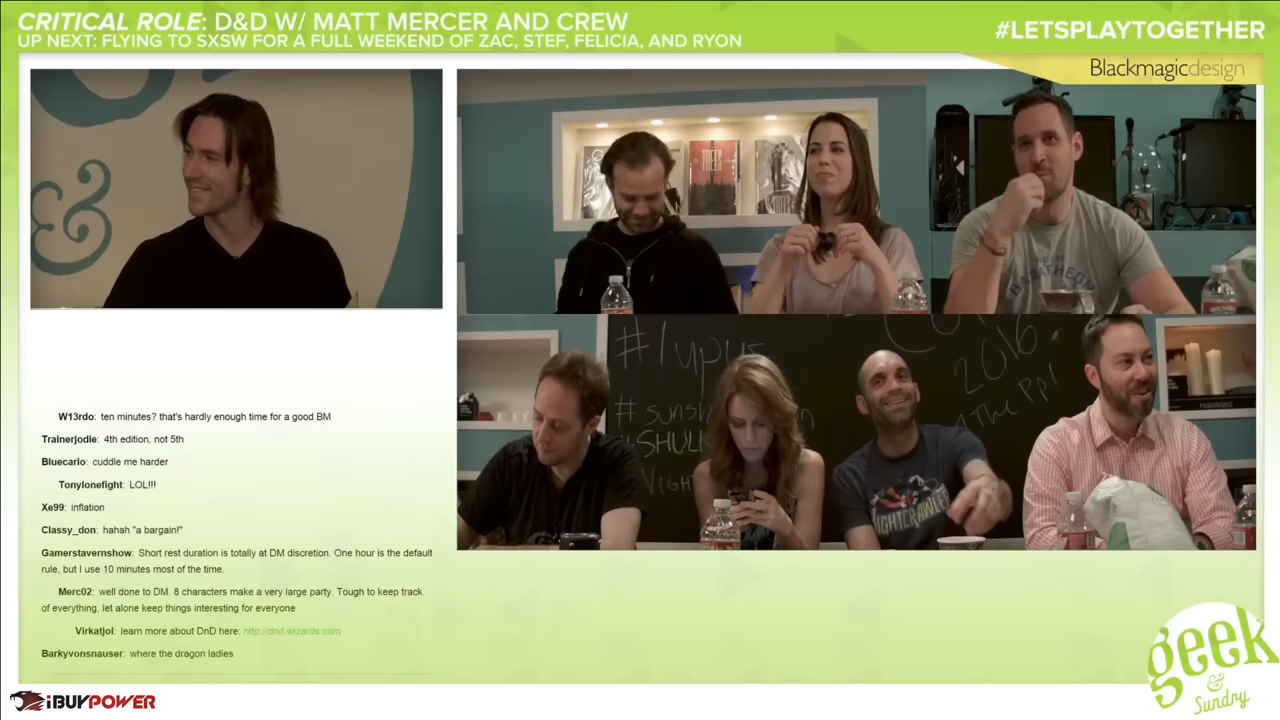 CRITICAL ROLE: D&D W/ MATT MERCER AND CREW
UP NEXT: FLYING TO SXSW FOR A FULL WEEKEND OF ZAC, STEF, FELICIA, AND RYON
#LETSPLAYTOGETHER
Blackmagicdesign
&
TREES
#lupus
2016
#sunsh
SHULK
NIGHTCRAWLER
W13rdo: ten minutes? that's hardly enough time for a good BM
Trainerjodie: 4th edition, not 5th
Bluecario: cuddle me harder
Tonylonefight: LOL!!!
Xe99: inflation
Classy_don: hahah "a bargain!"
Gamerstavernshow: Short rest duration is totally at DM discretion. One hour is the default
rule, but I use 10 minutes most of the time.
Merc02: well done to DM. 8 characters make a very large party. Tough to keep track
of everything, let alone keep things interesting for everyone
Virkatjol: learn more about DnD here: http://dnd.wizards.com
Barkyvonsnauser: where the dragon ladies
iBUYPOWER
geek
&
Sundry